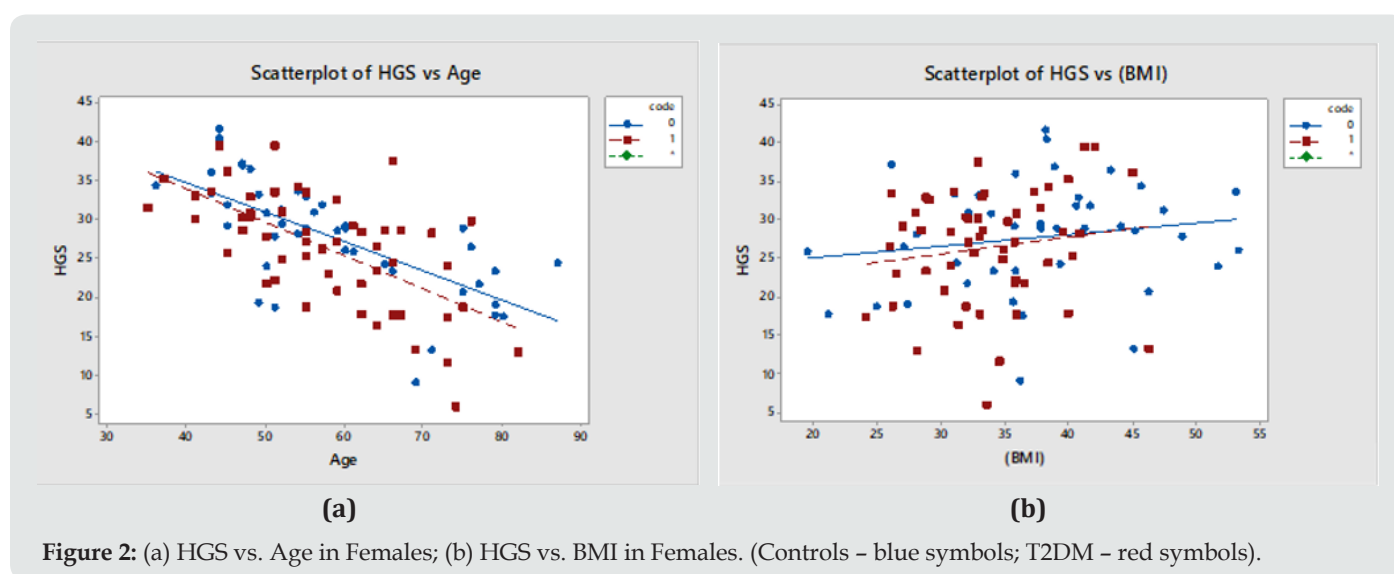 Scatterplot of HGS vs Age
45
40
35
30
25
20
15
10
5
HGS
30 40 50 60 70 80 90
Age
code
0
1
*
(a)
Scatterplot of HGS vs (BMI)
45
40
35
30
25
20
15
10
5
HGS
20 25 30 35 40 45 50 55
(BMI)
code
0
1
*
(b)
Figure 2: (a) HGS vs. Age in Females; (b) HGS vs. BMI in Females. (Controls – blue symbols; T2DM – red symbols).